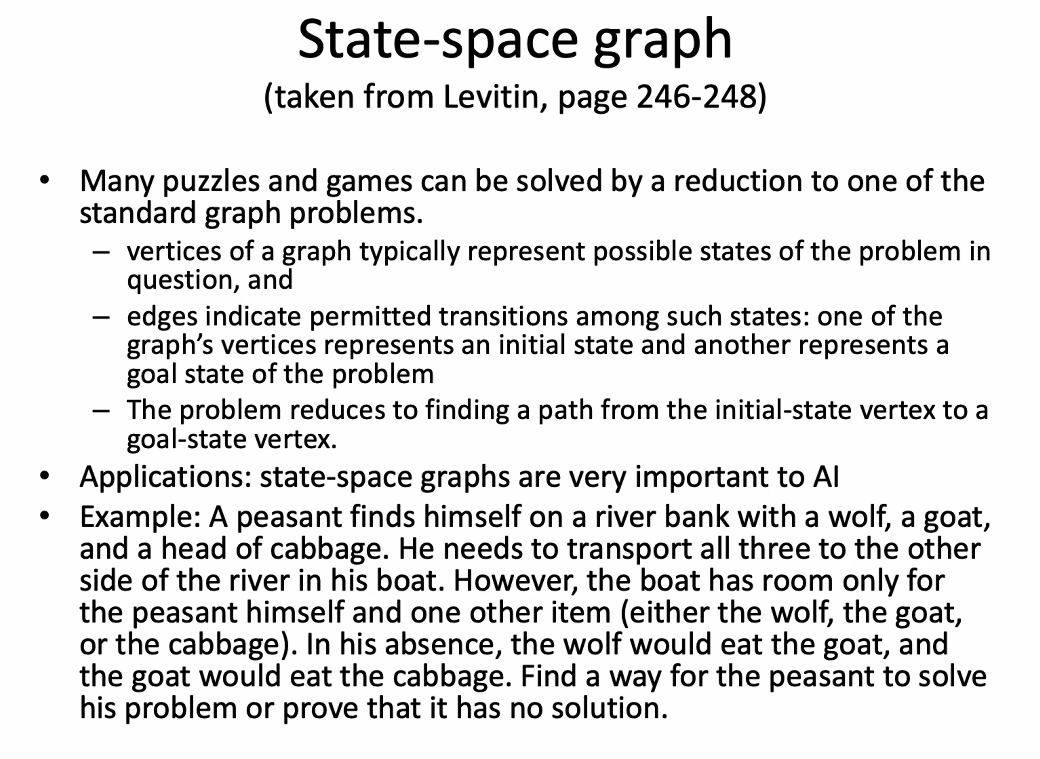 State-space graph
(taken from Levitin, page 246-248)
• Many puzzles and games can be solved by a reduction to one of the
standard graph problems.
– vertices of a graph typically represent possible states of the problem in
question, and
– edges indicate permitted transitions among such states: one of the
graph’s vertices represents an initial state and another represents a
goal state of the problem
– The problem reduces to finding a path from the initial-state vertex to a
goal-state vertex.
• Applications: state-space graphs are very important to AI
• Example: A peasant finds himself on a river bank with a wolf, a goat,
and a head of cabbage. He needs to transport all three to the other
side of the river in his boat. However, the boat has room only for
the peasant himself and one other item (either the wolf, the goat,
or the cabbage). In his absence, the wolf would eat the goat, and
the goat would eat the cabbage. Find a way for the peasant to solve
his problem or prove that it has no solution.